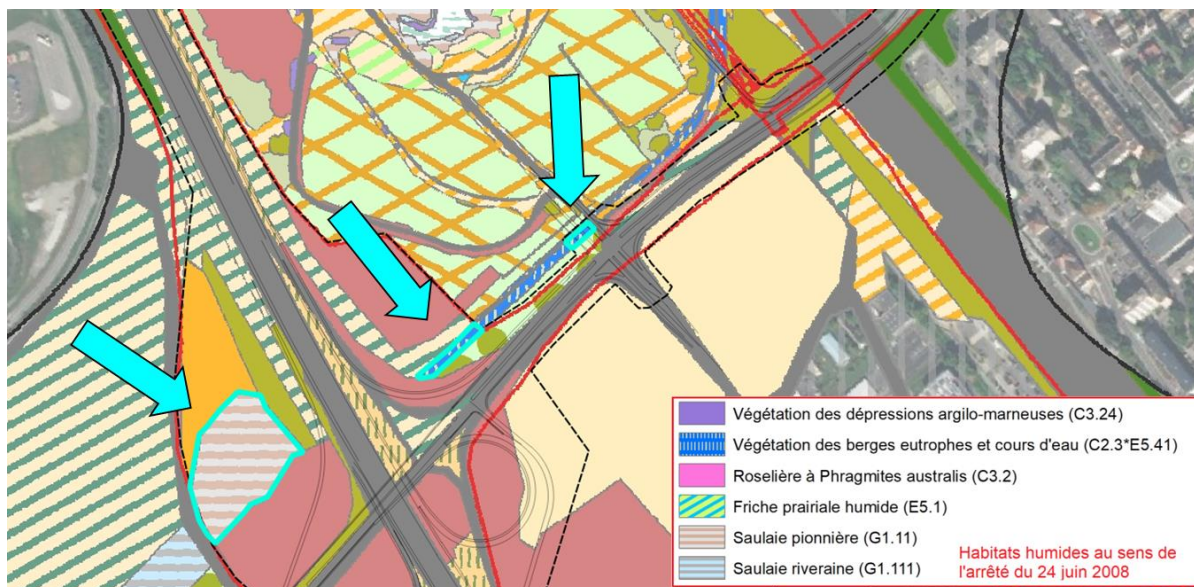 Végétation des dépressions argilo-marneuses (C3.24)
Végétation des berges eutrophes et cours d'eau (C2.3*E5.41)
Roselière à Phragmites australis (C3.2)
Friche prairiale humide (E5.1)
Saulaie pionnière (G1.11)
Saulaie riveraine (G1.111)
Habitats humides au sens de
l'arrêté du 24 juin 2008